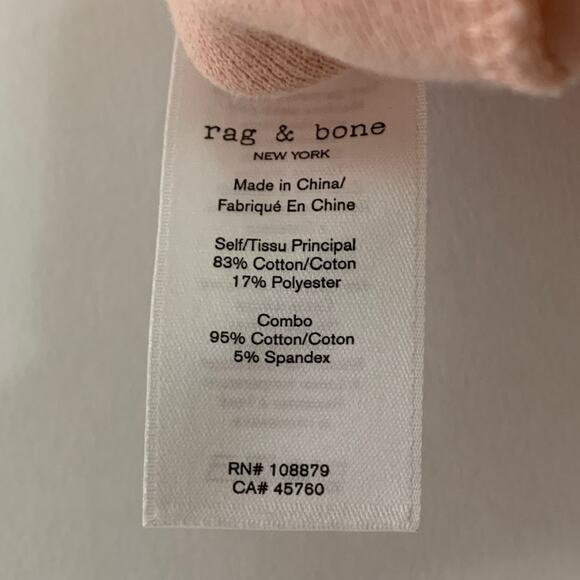 rag & bone
NEW YORK
Made in China/
Fabriqué En Chine
Self/Tissu Principal
83% Cotton/Coton
17% Polyester
Combo
95% Cotton/Coton
5% Spandex
RN# 108879
CA# 45760